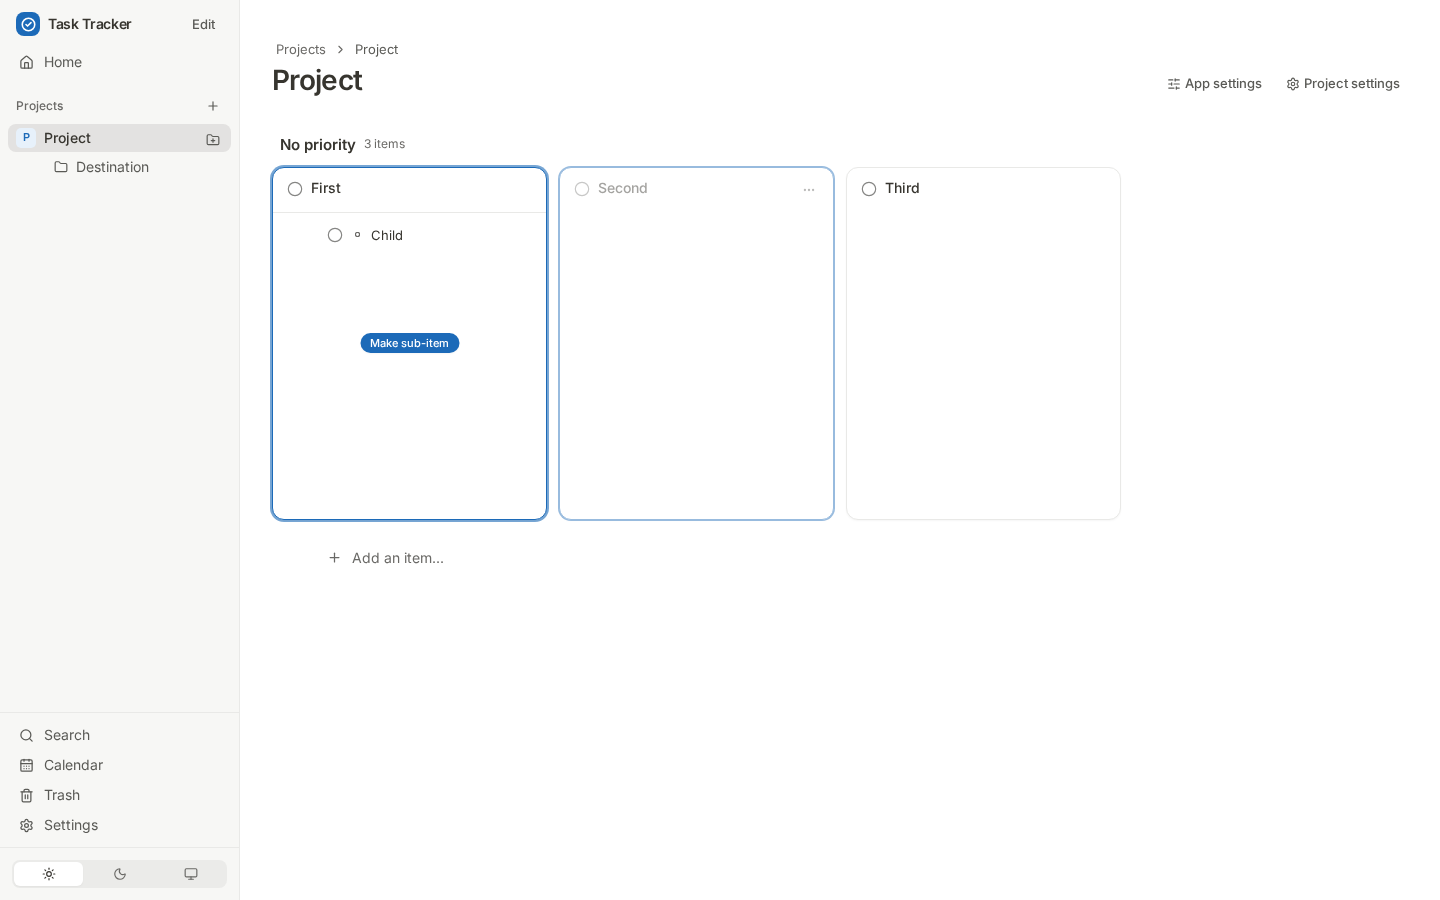 Task Tracker
Edit
Home
Projects
P
Project
Destination
Search
Calendar
Trash
Settings
Projects > Project
Project
App settings
Project settings
No priority 3 items
First
Child
Make sub-item
Second
Third
Add an item...